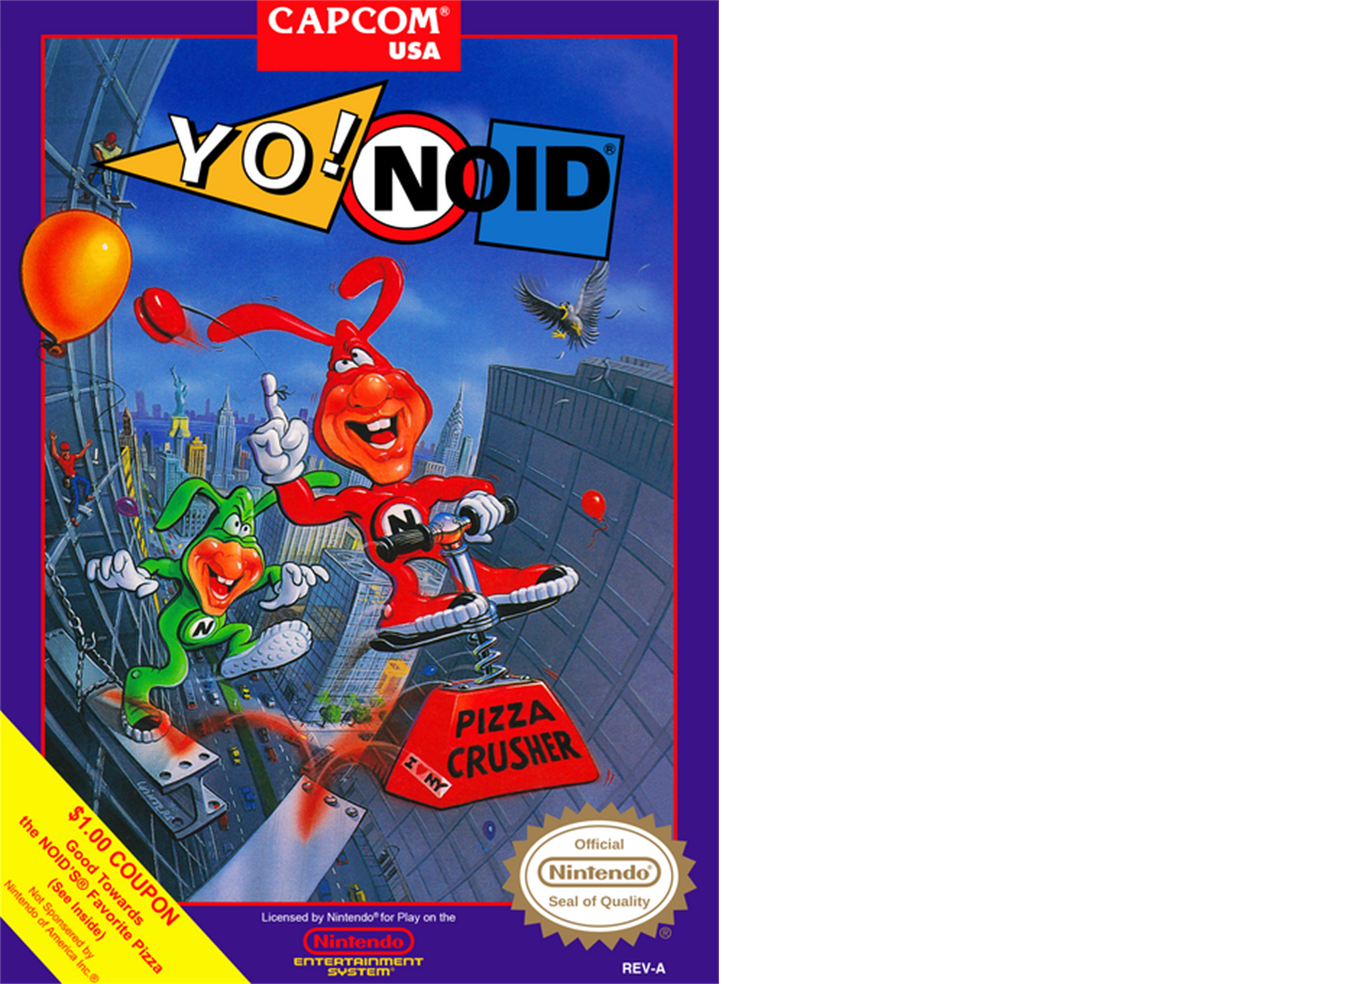 CAPCOM®
USA
YO! NOID®
N
N
PIZZA
CRUSHER
I ♥ NY
$1.00 COUPON
Good Towards
the NOID'S® Favorite Pizza
(See Inside)
Not Sponsered by
Nintendo of America Inc.®
Licensed by Nintendo® for Play on the
Nintendo
ENTERTAINMENT
SYSTEM®
Official
Nintendo®
Seal of Quality
®
REV-A